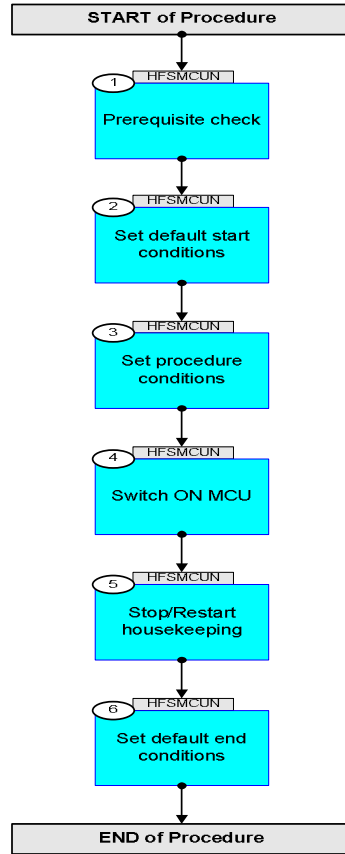 START of Procedure
HFSMCUN
1
Prerequisite check
HFSMCUN
2
Set default start
conditions
HFSMCUN
3
Set procedure
conditions
HFSMCUN
4
Switch ON MCU
HFSMCUN
5
Stop/Restart
housekeeping
HFSMCUN
6
Set default end
conditions
END of Procedure